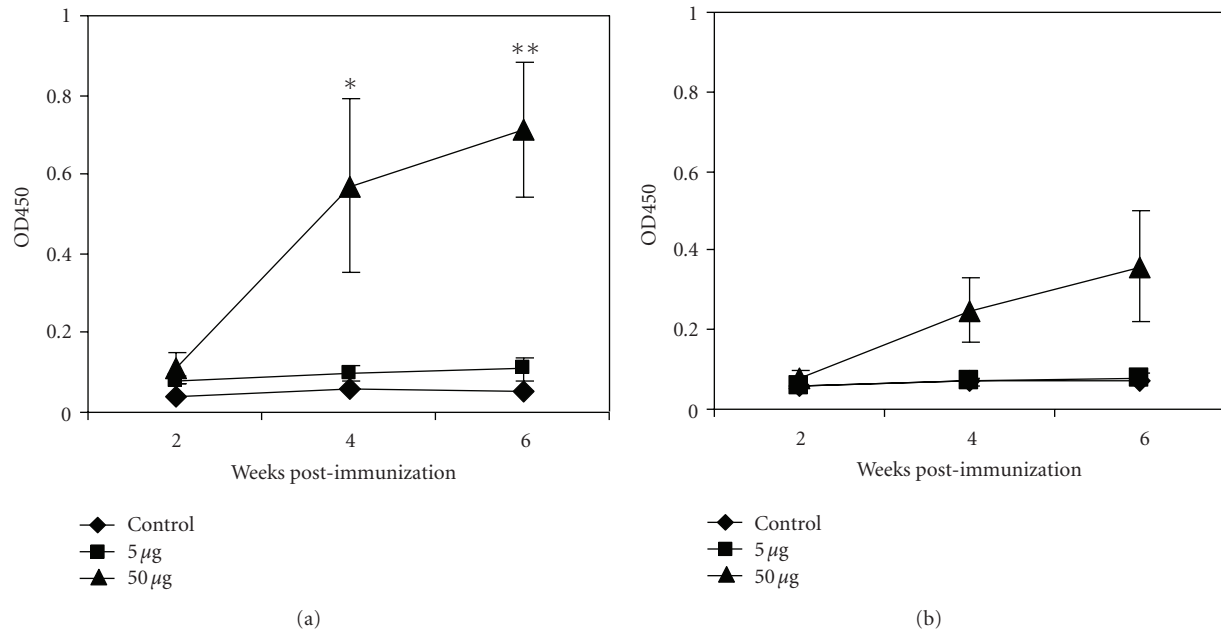 1
0.8
0.6
0.4
0.2
0
OD450
*
**
2 4 6
Weeks post-immunization
Control
5 μg
50 μg
(a)
1
0.8
0.6
0.4
0.2
0
OD450
2 4 6
Weeks post-immunization
Control
5 μg
50 μg
(b)